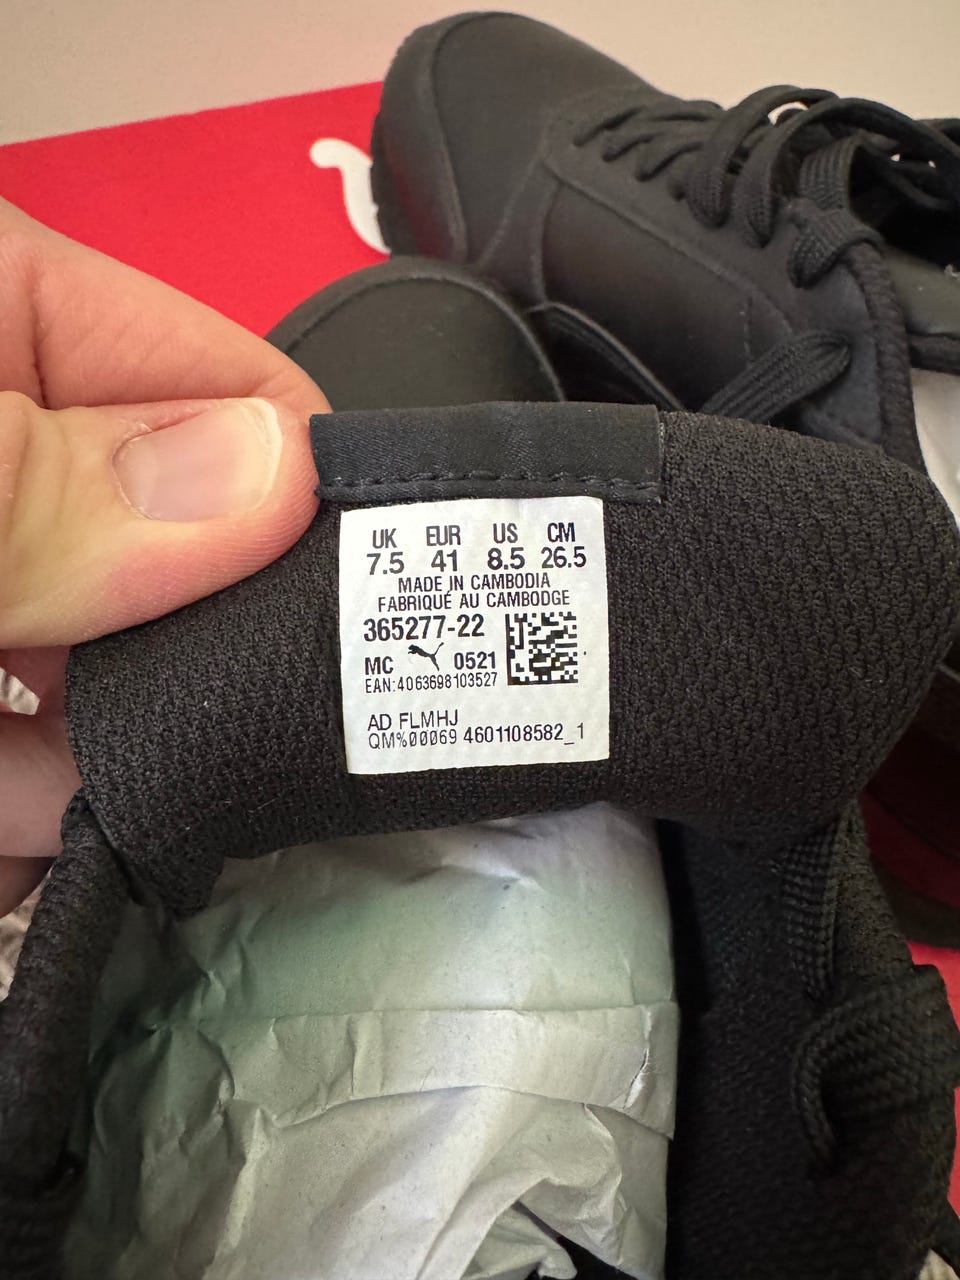 UK EUR US CM
7.5 41 8.5 26.5
MADE IN CAMBODIA
FABRIQUÉ AU CAMBODGE
365277-22
MC 0521
EAN:4063698103527
AD FLMHJ
QM%00069 4601108582_1